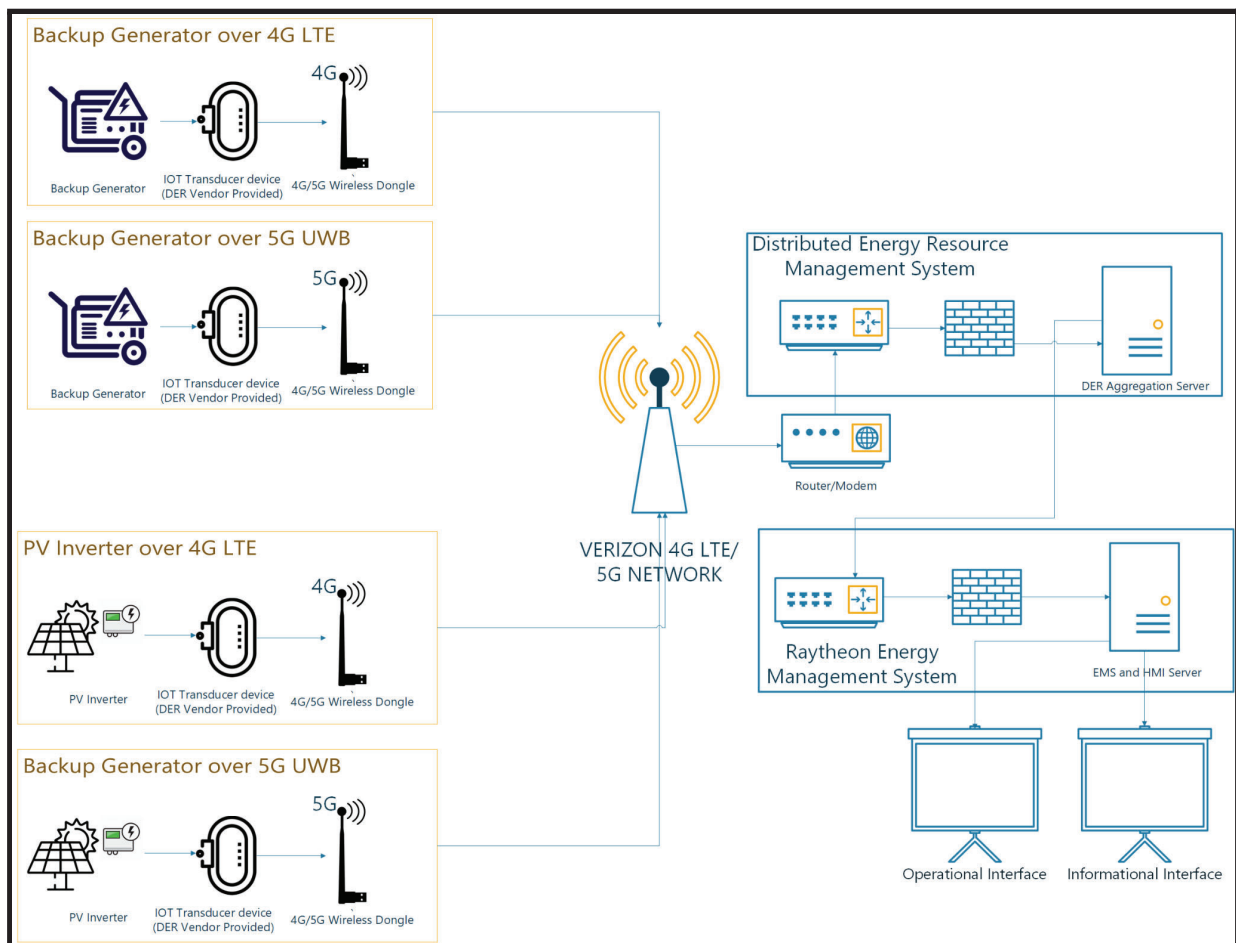 Backup Generator over 4G LTE
4G
Backup Generator
IOT Transducer device
(DER Vendor Provided)
4G/5G Wireless Dongle
Backup Generator over 5G UWB
5G
Backup Generator
IOT Transducer device
(DER Vendor Provided)
4G/5G Wireless Dongle
PV Inverter over 4G LTE
4G
PV Inverter
IOT Transducer device
(DER Vendor Provided)
4G/5G Wireless Dongle
Backup Generator over 5G UWB
5G
PV Inverter
IOT Transducer device
(DER Vendor Provided)
4G/5G Wireless Dongle
VERIZON 4G LTE/
5G NETWORK
Router/Modem
Distributed Energy Resource
Management System
DER Aggregation Server
Raytheon Energy
Management System
EMS and HMI Server
Operational Interface
Informational Interface